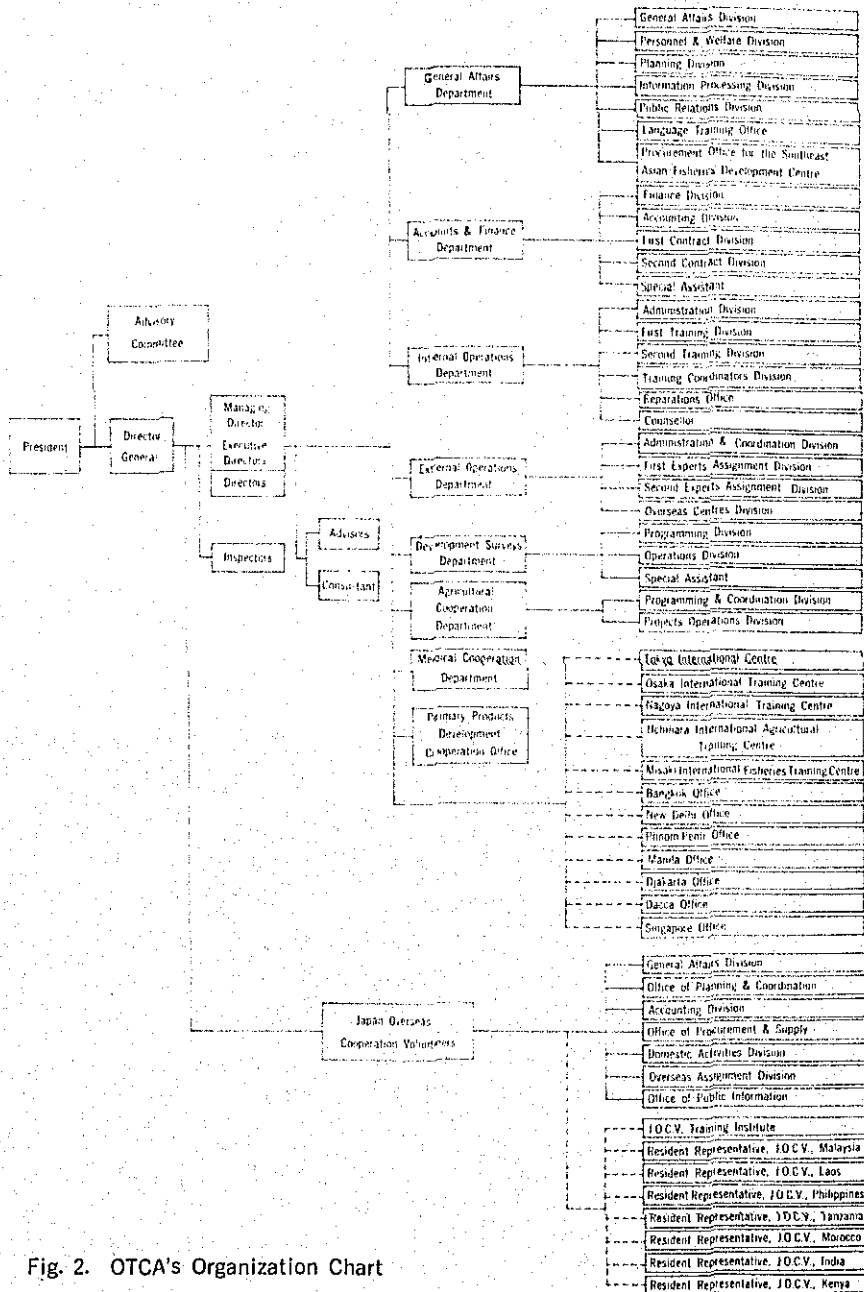 General Affairs Division
Personnel & Welfare Division
Planning Division
Information Processing Division
Public Relations Division
Language Training Office
Procurement Office for the Southeast
Asian Fisheries Development Centre
General Affairs
Department
Finance Division
Accounting Division
First Contract Division
Second Contract Division
Special Assistant
Accounts & Finance
Department
Administration Division
First Training Division
Second Training Division
Training Coordinators Division
Reparations Office
Counsellor
Internal Operations
Department
Advisory
Committee
President
Director
General
Managing
Director
Executive
Directors
Directors
Inspectors
Advisors
Consultant
External Operations
Department
Administration & Coordination Division
First Experts Assignment Division
Second Experts Assignment Division
Overseas Centres Division
Development Surveys
Department
Programming Division
Operations Division
Special Assistant
Agricultural
Cooperation
Department
Programming & Coordination Division
Projects Operations Division
Medical Cooperation
Department
Primary Products
Development
Cooperation Office
Tokyo International Centre
Osaka International Training Centre
Nagoya International Training Centre
Uchihara International Agricultural
Training Centre
Misaki International Fisheries Training Centre
Bangkok Office
New Delhi Office
Pnnom Penh Office
Manila Office
Djakarta Office
Dacca Office
Singapore Office
Japan Overseas
Cooperation Volunteers
General Affairs Division
Office of Planning & Coordination
Accounting Division
Office of Procurement & Supply
Domestic Activities Division
Overseas Assignment Division
Office of Public Information
J.O.C.V. Training Institute
Resident Representative, J.O.C.V., Malaysia
Resident Representative, J.O.C.V., Laos
Resident Representative, J.O.C.V., Philippines
Resident Representative, J.O.C.V., Tanzania
Resident Representative, J.O.C.V., Morocco
Resident Representative, J.O.C.V., India
Resident Representative, J.O.C.V., Kenya
Fig. 2. OTCA's Organization Chart